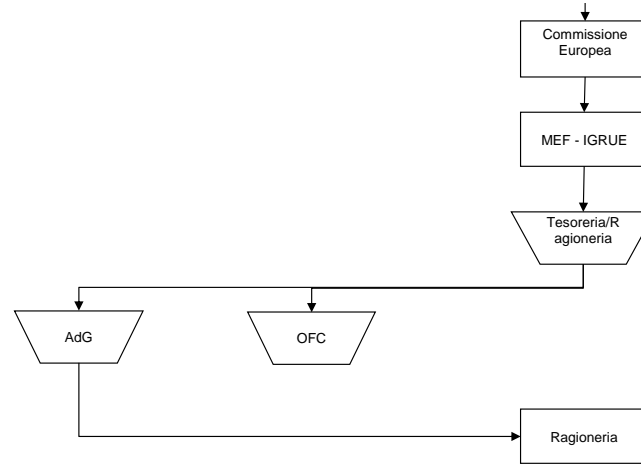 Commissione
Europea
MEF - IGRUE
Tesoreria/R
agioneria
AdG
OFC
Ragioneria